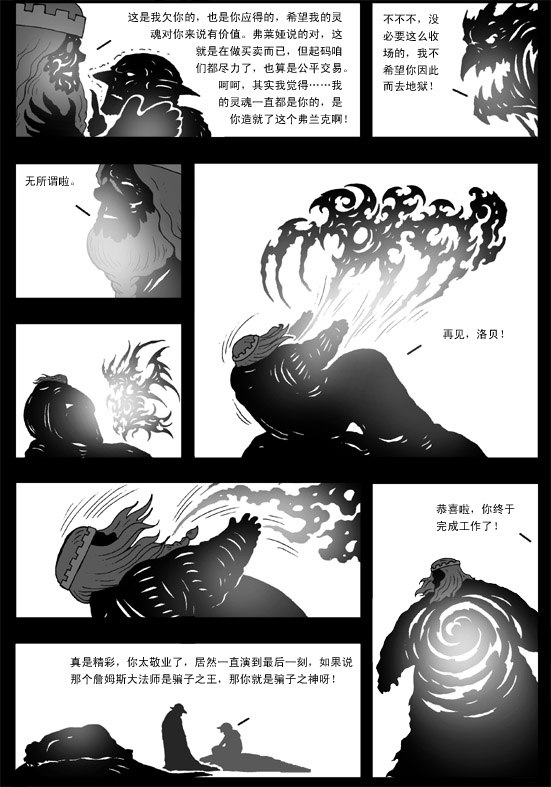 这是我欠你的，也是你应得的，希望我的灵
魂对你来说有价值。弗莱娅说的对，这
就是在做买卖而已，但起码咱
们都尽力了，也算是公平交易。
呵呵，其实我觉得……我
的灵魂一直都是你的，是
你造就了这个弗兰克啊！
不不不，没
必要这么收
场的，我不
希望你因此
而去地狱！
无所谓啦。
再见，洛贝！
恭喜啦，你终于
完成工作了！
真是精彩，你太敬业了，居然一直演到最后一刻，如果说
那个詹姆斯大法师是骗子之王，那你就是骗子之神呀！